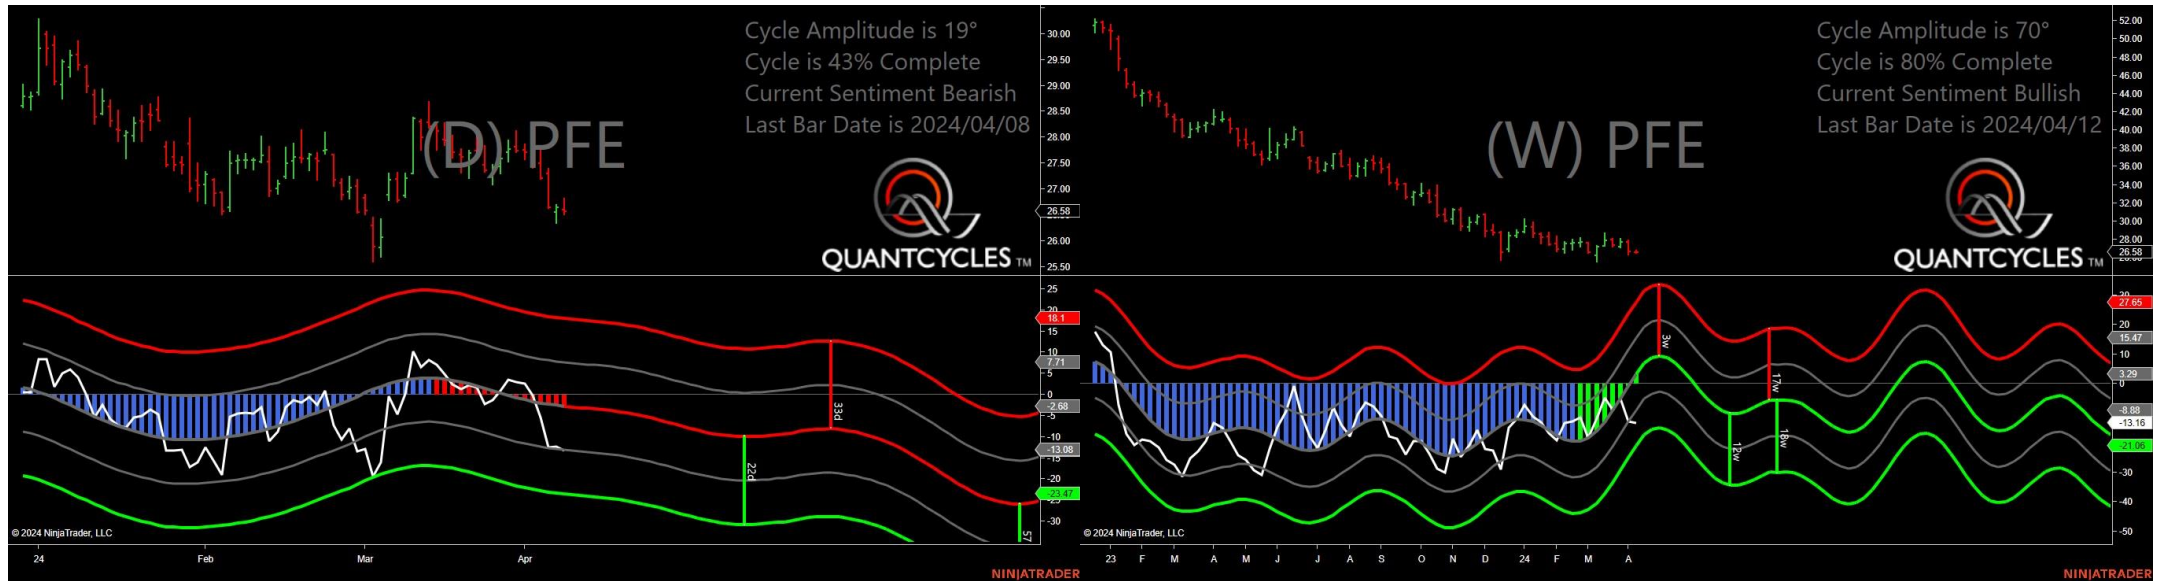 Cycle Amplitude is 19°
Cycle is 43% Complete
Current Sentiment Bearish
Last Bar Date is 2024/04/08
(D) PFE
QUANTCYCLES TM
30.00
29.50
29.00
28.50
28.00
27.50
27.00
26.58
26.00
25.50
25
20
18.1
15
10
7.71
5
0
-2.68
-5
-10
-13.08
-15
-20
-23.47
-30
33d
22d
57
© 2024 NinjaTrader, LLC
24 Feb Mar Apr
NINJATRADER
Cycle Amplitude is 70°
Cycle is 80% Complete
Current Sentiment Bullish
Last Bar Date is 2024/04/12
(W) PFE
QUANTCYCLES TM
52.00
50.00
48.00
46.00
44.00
42.00
40.00
38.00
36.00
34.00
32.00
30.00
28.00
26.58
27.65
20
15.47
10
3.29
0
-8.88
-13.16
-21.06
-30
-40
-50
3w
17w
12w
18w
© 2024 NinjaTrader, LLC
23 F M A M J J A S O N D 24 F M A
NINJATRADER